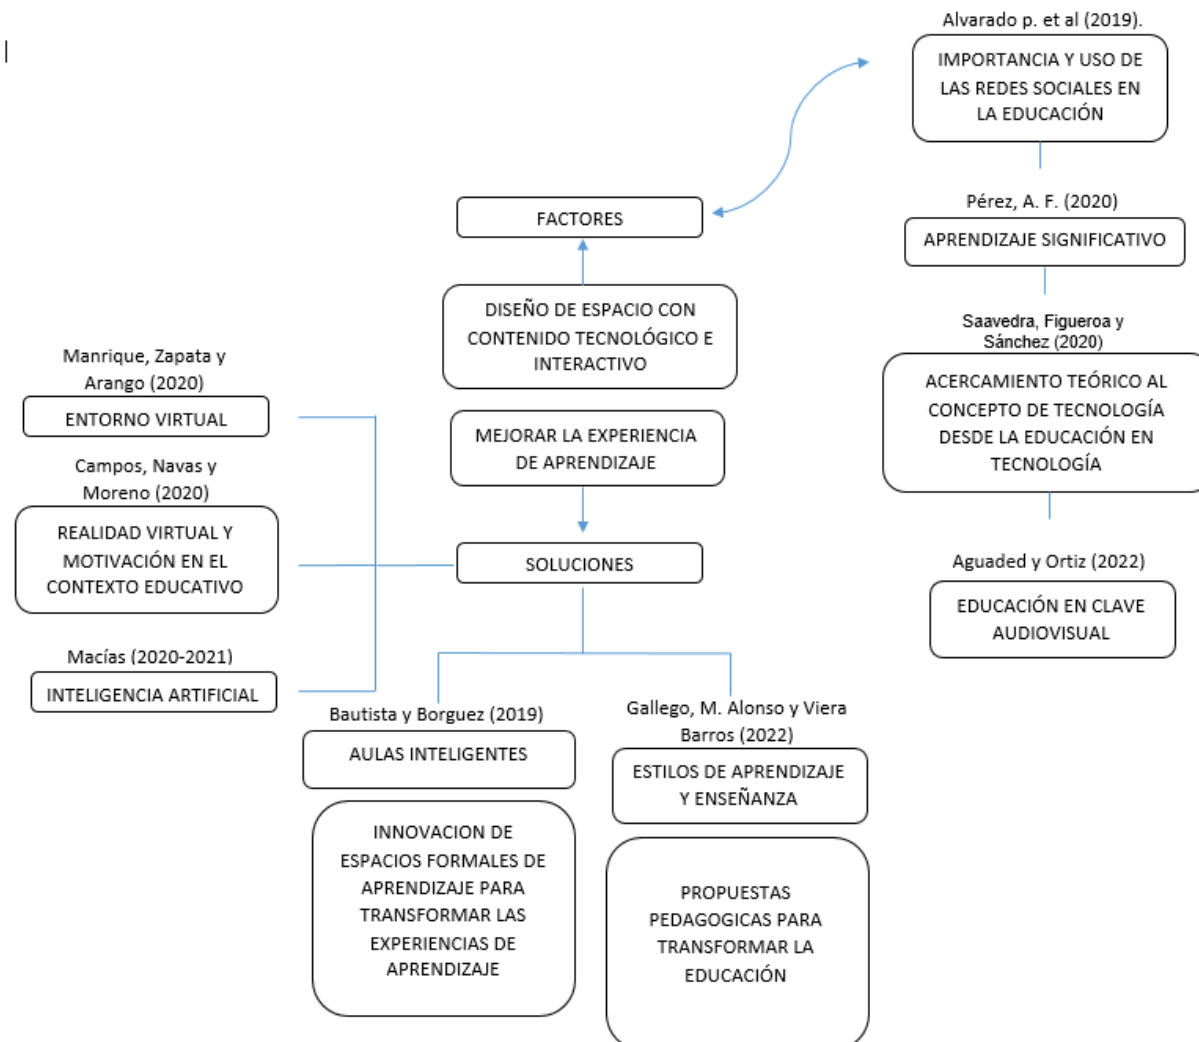 Alvarado p. et al (2019).
IMPORTANCIA Y USO DE
LAS REDES SOCIALES EN
LA EDUCACIÓN
Pérez, A. F. (2020)
APRENDIZAJE SIGNIFICATIVO
Saavedra, Figueroa y
Sánchez (2020)
ACERCAMIENTO TEÓRICO AL
CONCEPTO DE TECNOLOGÍA
DESDE LA EDUCACIÓN EN
TECNOLOGÍA
Aguaded y Ortiz (2022)
EDUCACIÓN EN CLAVE
AUDIOVISUAL
FACTORES
DISEÑO DE ESPACIO CON
CONTENIDO TECNOLÓGICO E
INTERACTIVO
MEJORAR LA EXPERIENCIA
DE APRENDIZAJE
SOLUCIONES
Manrique, Zapata y
Arango (2020)
ENTORNO VIRTUAL
Campos, Navas y
Moreno (2020)
REALIDAD VIRTUAL Y
MOTIVACIÓN EN EL
CONTEXTO EDUCATIVO
Macías (2020-2021)
INTELIGENCIA ARTIFICIAL
Bautista y Borguez (2019)
AULAS INTELIGENTES
INNOVACION DE
ESPACIOS FORMALES DE
APRENDIZAJE PARA
TRANSFORMAR LAS
EXPERIENCIAS DE
APRENDIZAJE
Gallego, M. Alonso y Viera
Barros (2022)
ESTILOS DE APRENDIZAJE
Y ENSEÑANZA
PROPUESTAS
PEDAGOGICAS PARA
TRANSFORMAR LA
EDUCACIÓN